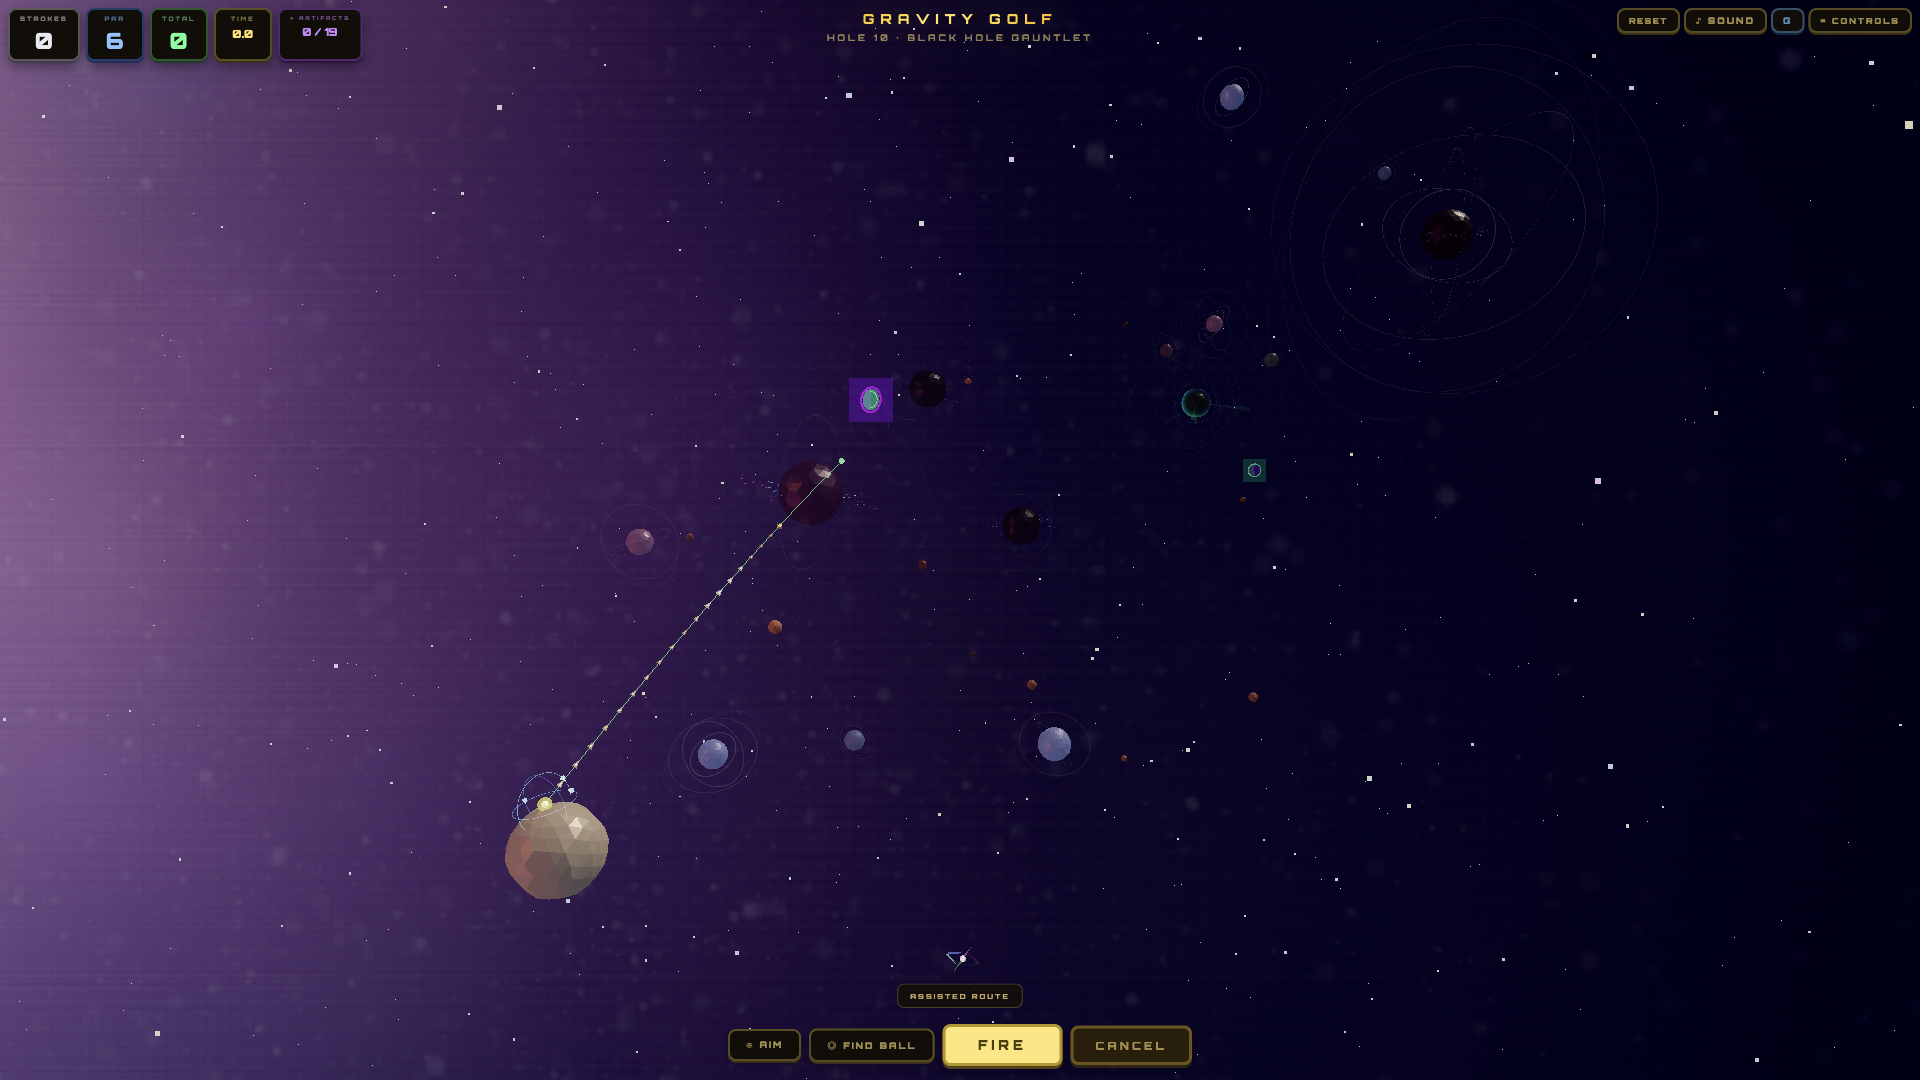 STROKES
0
PAR
6
TOTAL
0
TIME
0.0
ARTIFACTS
0 / 19
GRAVITY GOLF
HOLE 10 · BLACK HOLE GAUNTLET
RESET
♪ SOUND
G
CONTROLS
ASSISTED ROUTE
AIM
FIND BALL
FIRE
CANCEL